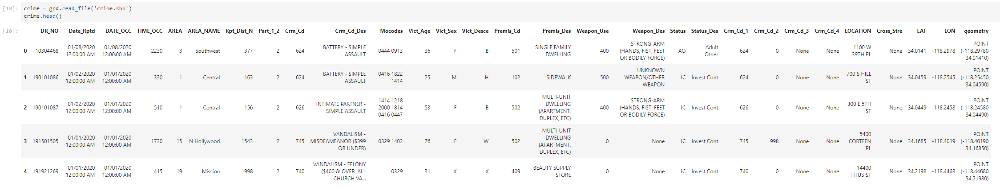 [10]: crime = gpd.read_file('crime.shp')
crime.head()
[10]: DR_NO Date_Rptd DATE_OCC TIME_OCC AREA AREA_NAME Rpt_Dist_N Part_1_2 Crm_Cd Crm_Cd_Des Mocodes Vict_Age Vict_Sex Vict_Desce Premis_Cd Premis_Des Weapon_Use Weapon_Des Status Status_Des Crm_Cd_1 Crm_Cd_2 Crm_Cd_3 Crm_Cd_4 LOCATION Cross_Stre LAT LON geometry
0 10304468 01/08/2020 12:00:00 AM 01/08/2020 12:00:00 AM 2230 3 Southwest 377 2 624 BATTERY - SIMPLE ASSAULT 0444 0913 36 F B 501 SINGLE FAMILY DWELLING 400 STRONG-ARM (HANDS, FIST, FEET OR BODILY FORCE) AO Adult Other 624 0 None None 1100 W 39TH PL None 34.0141 -118.2978 POINT (-118.29780 34.01410)
1 190101086 01/02/2020 12:00:00 AM 01/01/2020 12:00:00 AM 330 1 Central 163 2 624 BATTERY - SIMPLE ASSAULT 0416 1822 1414 25 M H 102 SIDEWALK 500 UNKNOWN WEAPON/OTHER WEAPON IC Invest Cont 624 0 None None 700 S HILL ST None 34.0459 -118.2545 POINT (-118.25450 34.04590)
2 190101087 01/02/2020 12:00:00 AM 01/01/2020 12:00:00 AM 510 1 Central 156 2 626 INTIMATE PARTNER - SIMPLE ASSAULT 1414 1218 2000 1814 0416 0447 53 F B 502 MULTI-UNIT DWELLING (APARTMENT, DUPLEX, ETC) 400 STRONG-ARM (HANDS, FIST, FEET OR BODILY FORCE) IC Invest Cont 626 0 None None 300 E 5TH ST None 34.0449 -118.2458 POINT (-118.24580 34.04490)
3 191501505 01/01/2020 12:00:00 AM 01/01/2020 12:00:00 AM 1730 15 N Hollywood 1543 2 745 VANDALISM - MISDEAMEANOR ($399 OR UNDER) 0329 1402 76 F W 502 MULTI-UNIT DWELLING (APARTMENT, DUPLEX, ETC) 0 None IC Invest Cont 745 998 None None 5400 CORTEEN PL None 34.1685 -118.4019 POINT (-118.40190 34.16850)
4 191921269 01/01/2020 12:00:00 AM 01/01/2020 12:00:00 AM 415 19 Mission 1998 2 740 VANDALISM - FELONY ($400 & OVER, ALL CHURCH VA... 0329 31 X X 409 BEAUTY SUPPLY STORE 0 None IC Invest Cont 740 0 None None 14400 TITUS ST None 34.2198 -118.4468 POINT (-118.44680 34.21980)